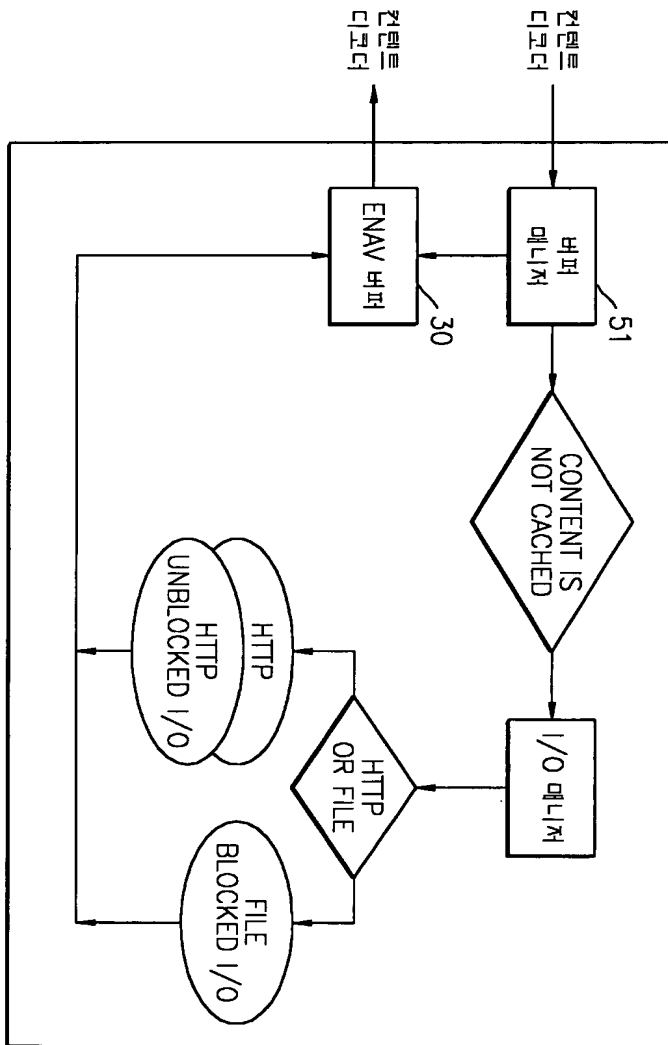 컨텐트
디코더
버퍼
매니저
51
CONTENT IS
NOT CACHED
I/O 매니저
컨텐트
디코더
ENAV 버퍼
30
HTTP
OR FILE
HTTP
HTTP
UNBLOCKED I/O
FILE
BLOCKED I/O